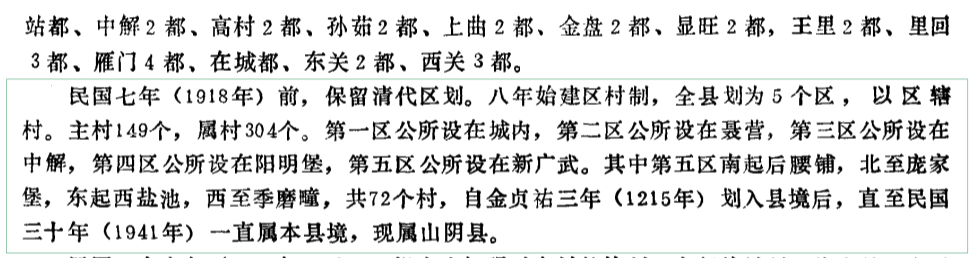 站都、中解2都、高村2都、孙茹2都、上曲2都、金盘2都、显旺2都，王里2都、里回
3都、雁门4都、在城都、东关2都、西关3都。
民国七年（1918年）前，保留清代区划。八年始建区村制，全县划为5个区，以区辖
村。主村149个，属村304个。第一区公所设在城内，第二区公所设在聂营，第三区公所设在
中解，第四区公所设在阳明堡，第五区公所设在新广武。其中第五区南起后腰铺，北至庞家
堡，东起西盐池，西至季磨疃，共72个村，自金贞祐三年（1215年）划入县境后，直至民国
三十年（1941年）一直属本县境，现属山阴县。